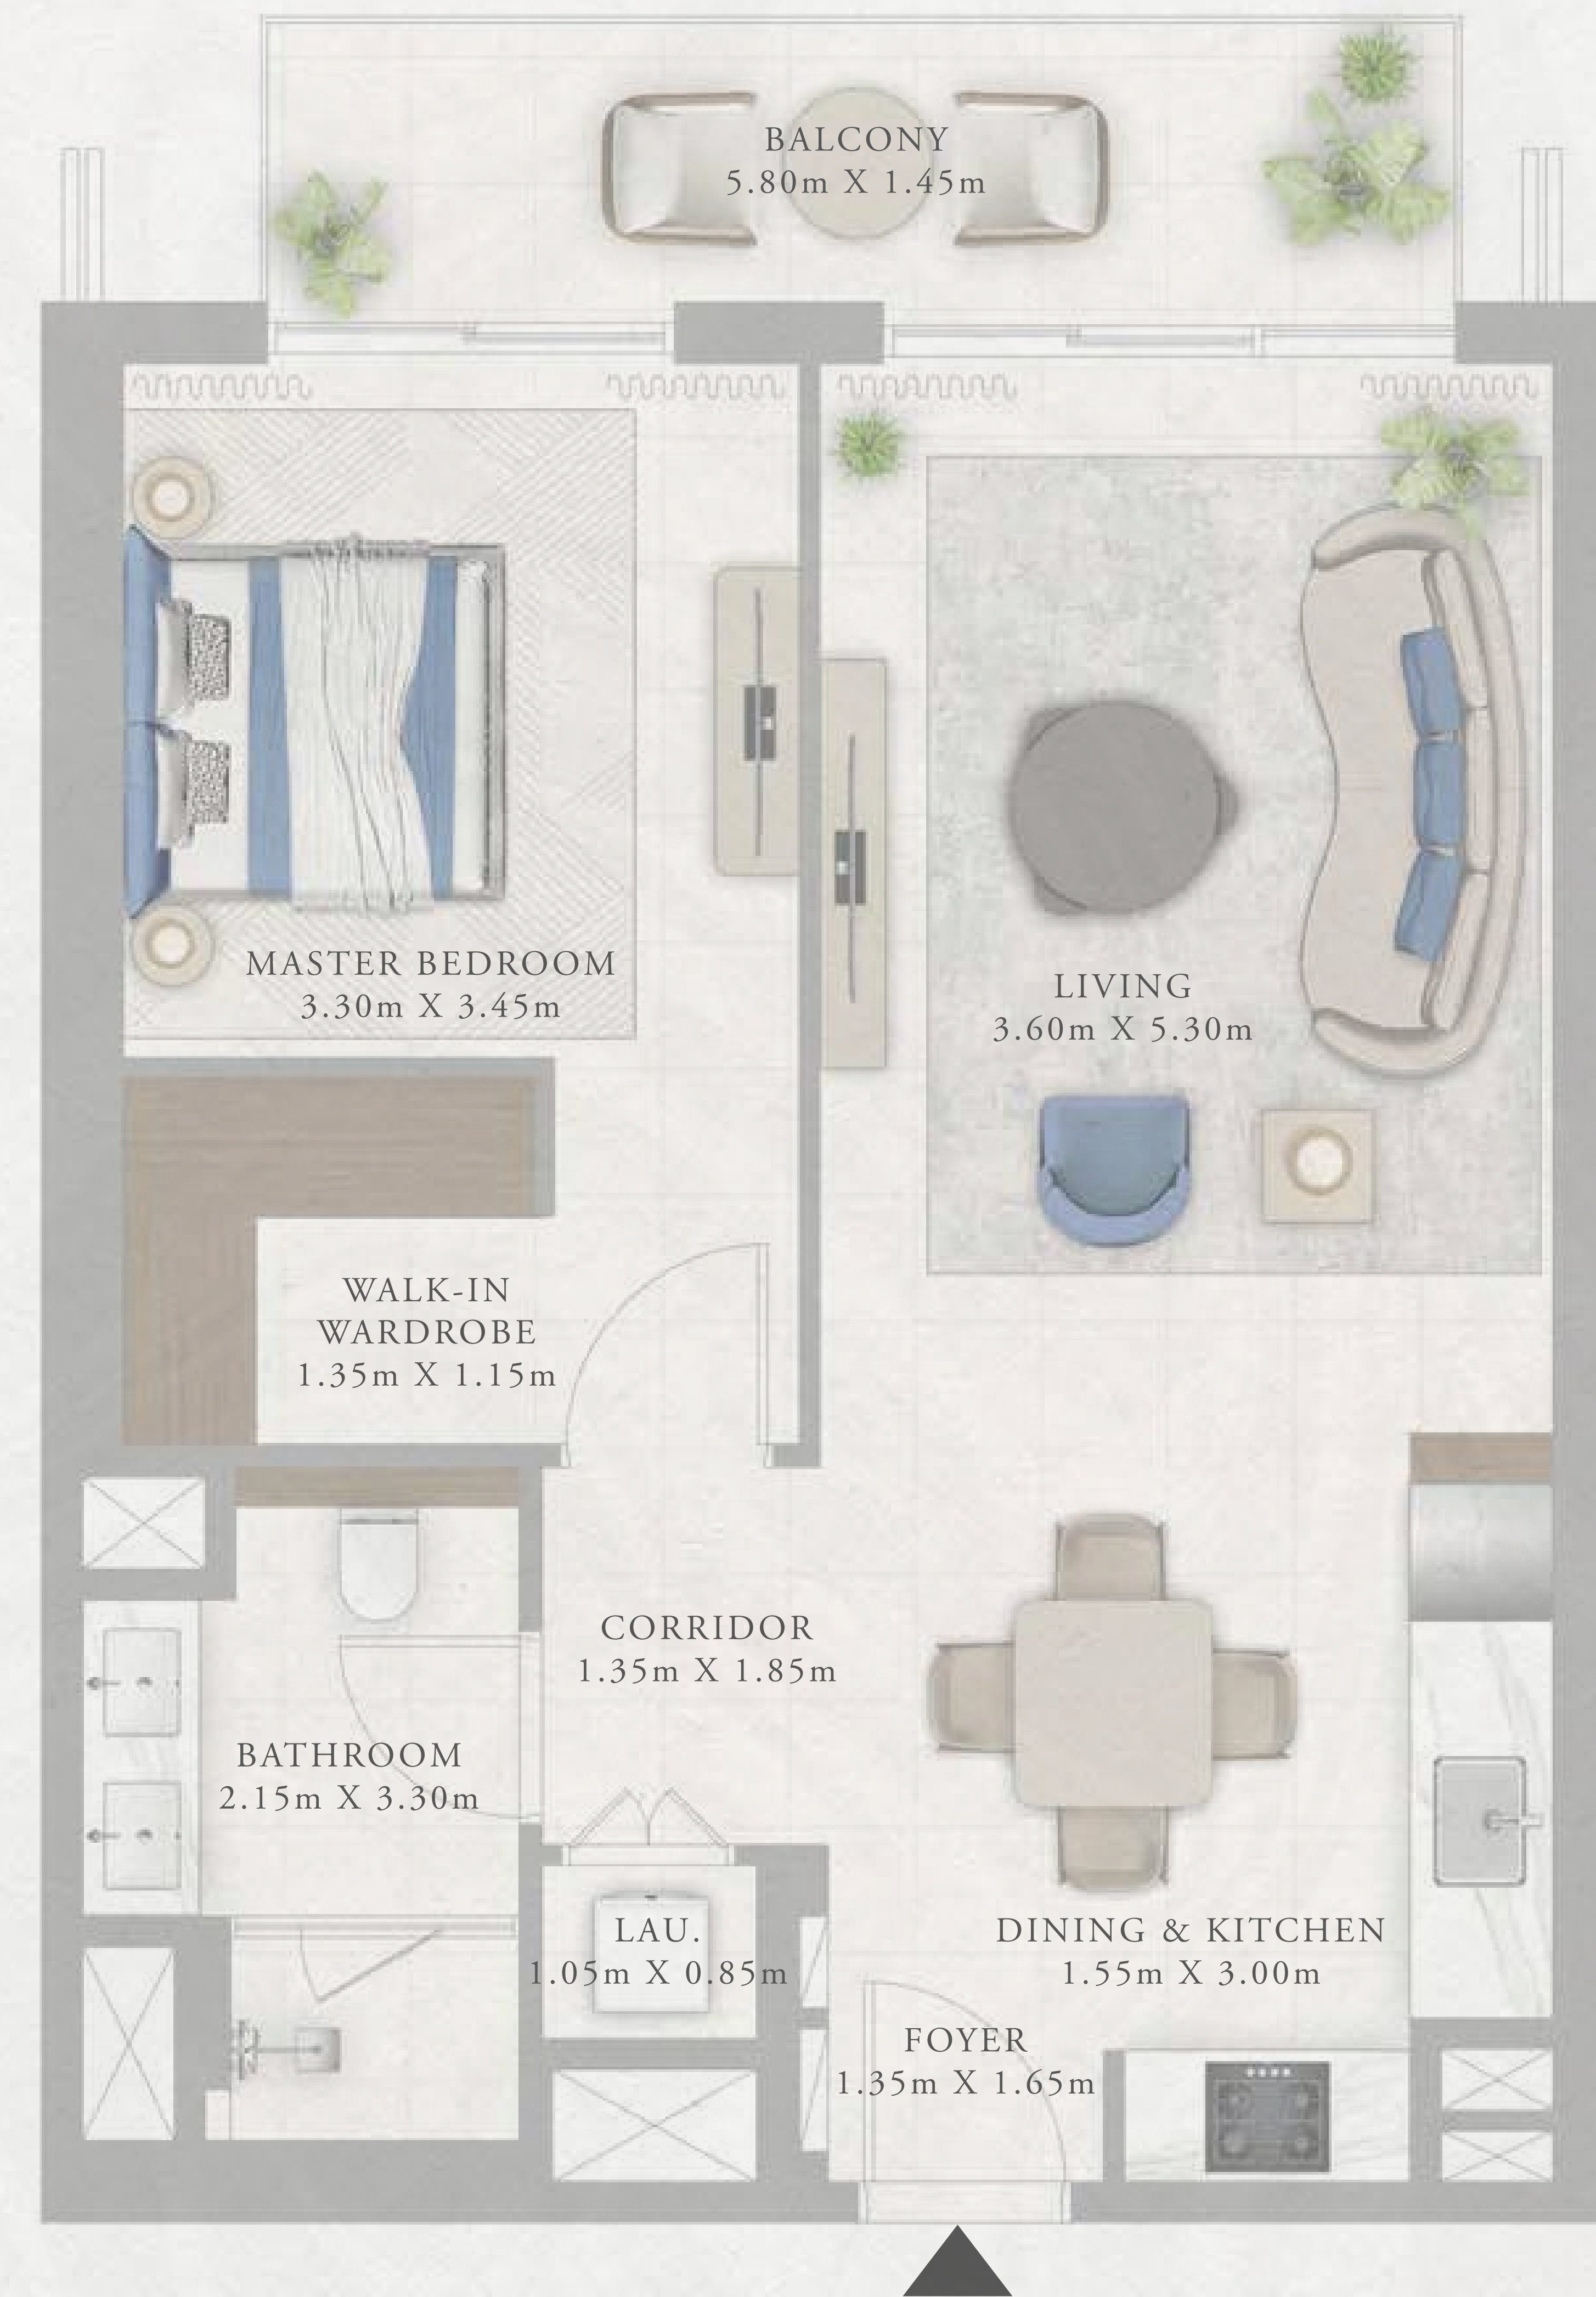 BALCONY
5.80m X 1.45m
MASTER BEDROOM
3.30m X 3.45m
LIVING
3.60m X 5.30m
WALK-IN
WARDROBE
1.35m X 1.15m
CORRIDOR
1.35m X 1.85m
BATHROOM
2.15m X 3.30m
LAU.
1.05m X 0.85m
DINING & KITCHEN
1.55m X 3.00m
FOYER
1.35m X 1.65m